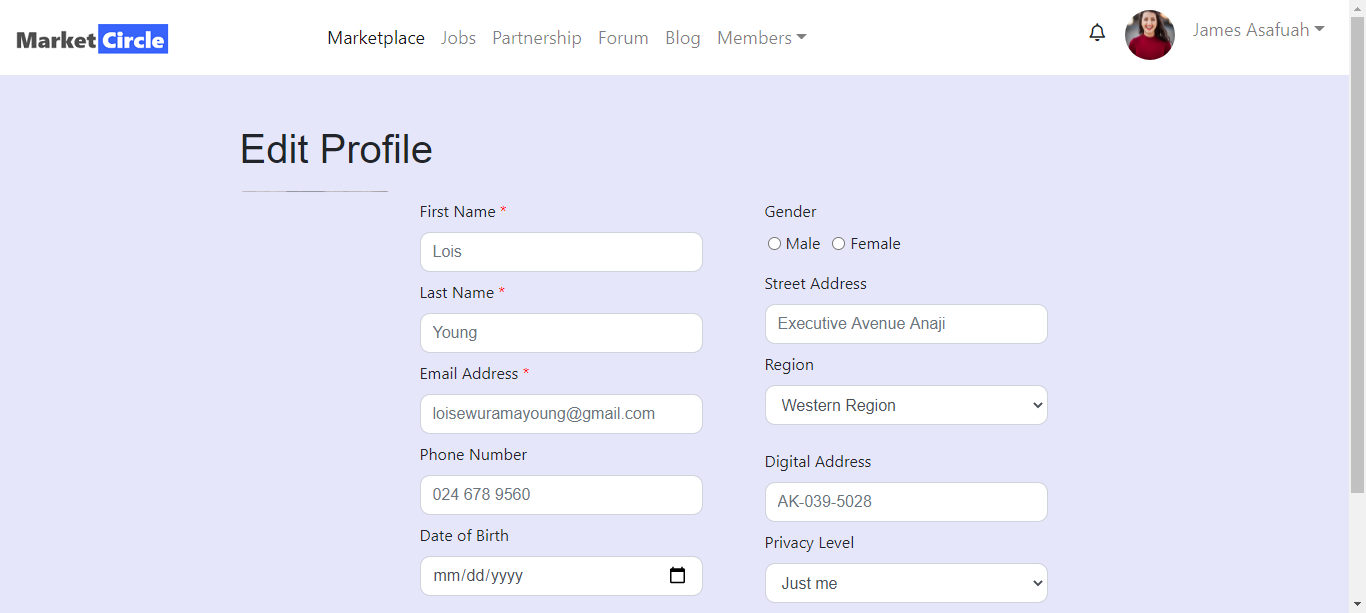 Market Circle
Marketplace Jobs Partnership Forum Blog Members
James Asafuah
Edit Profile
First Name *
Lois
Last Name *
Young
Email Address *
loisewuramayoung@gmail.com
Phone Number
024 678 9560
Date of Birth
mm/dd/yyyy
Gender
Male Female
Street Address
Executive Avenue Anaji
Region
Western Region
Digital Address
AK-039-5028
Privacy Level
Just me